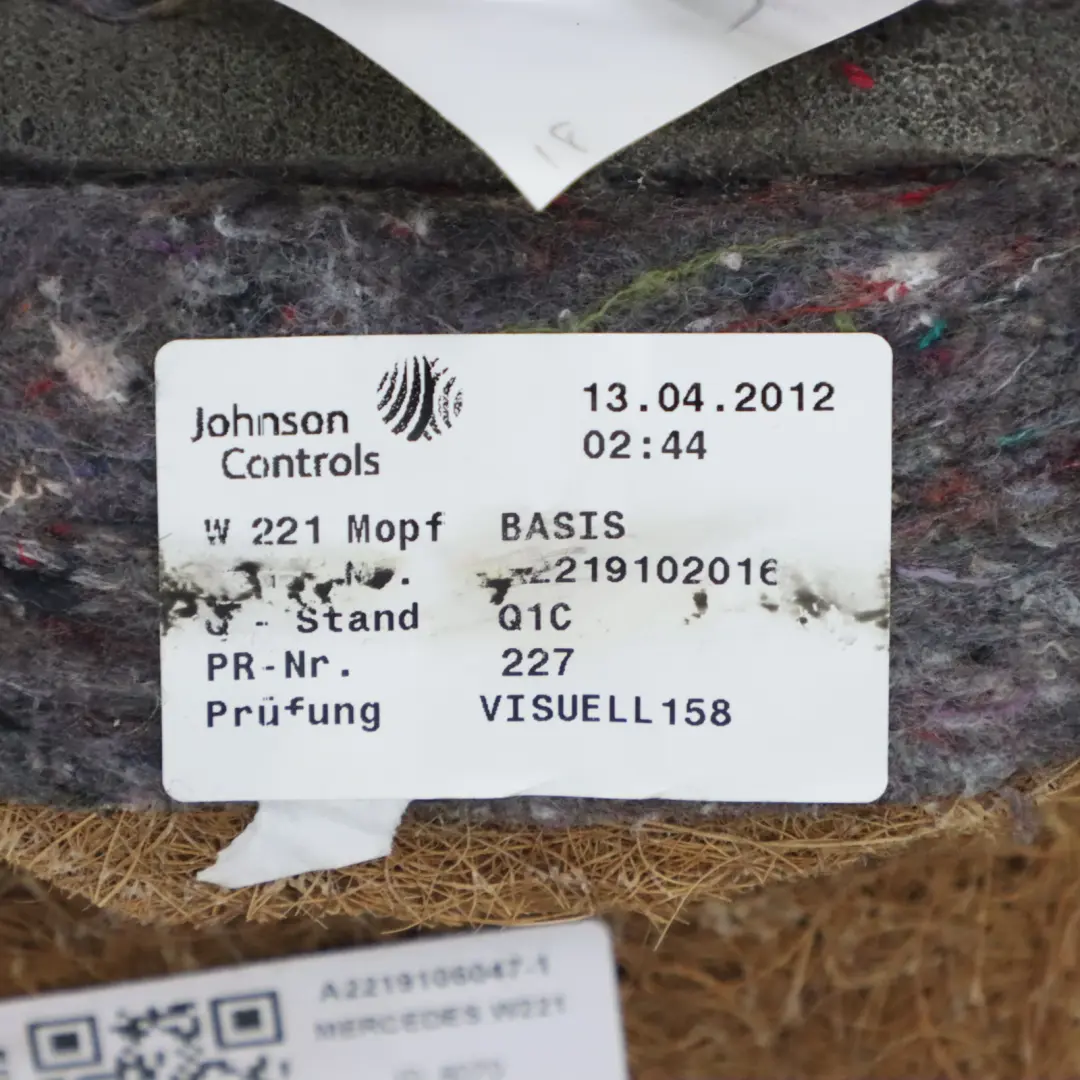 18
Johnson
Controls
13.04.2012
02:44
W 221 Mopf BASIS
2219102016
Q - Stand Q1C
PR-Nr. 227
Prüfung VISUELL158
A2219106047-1
MERCEDES W221